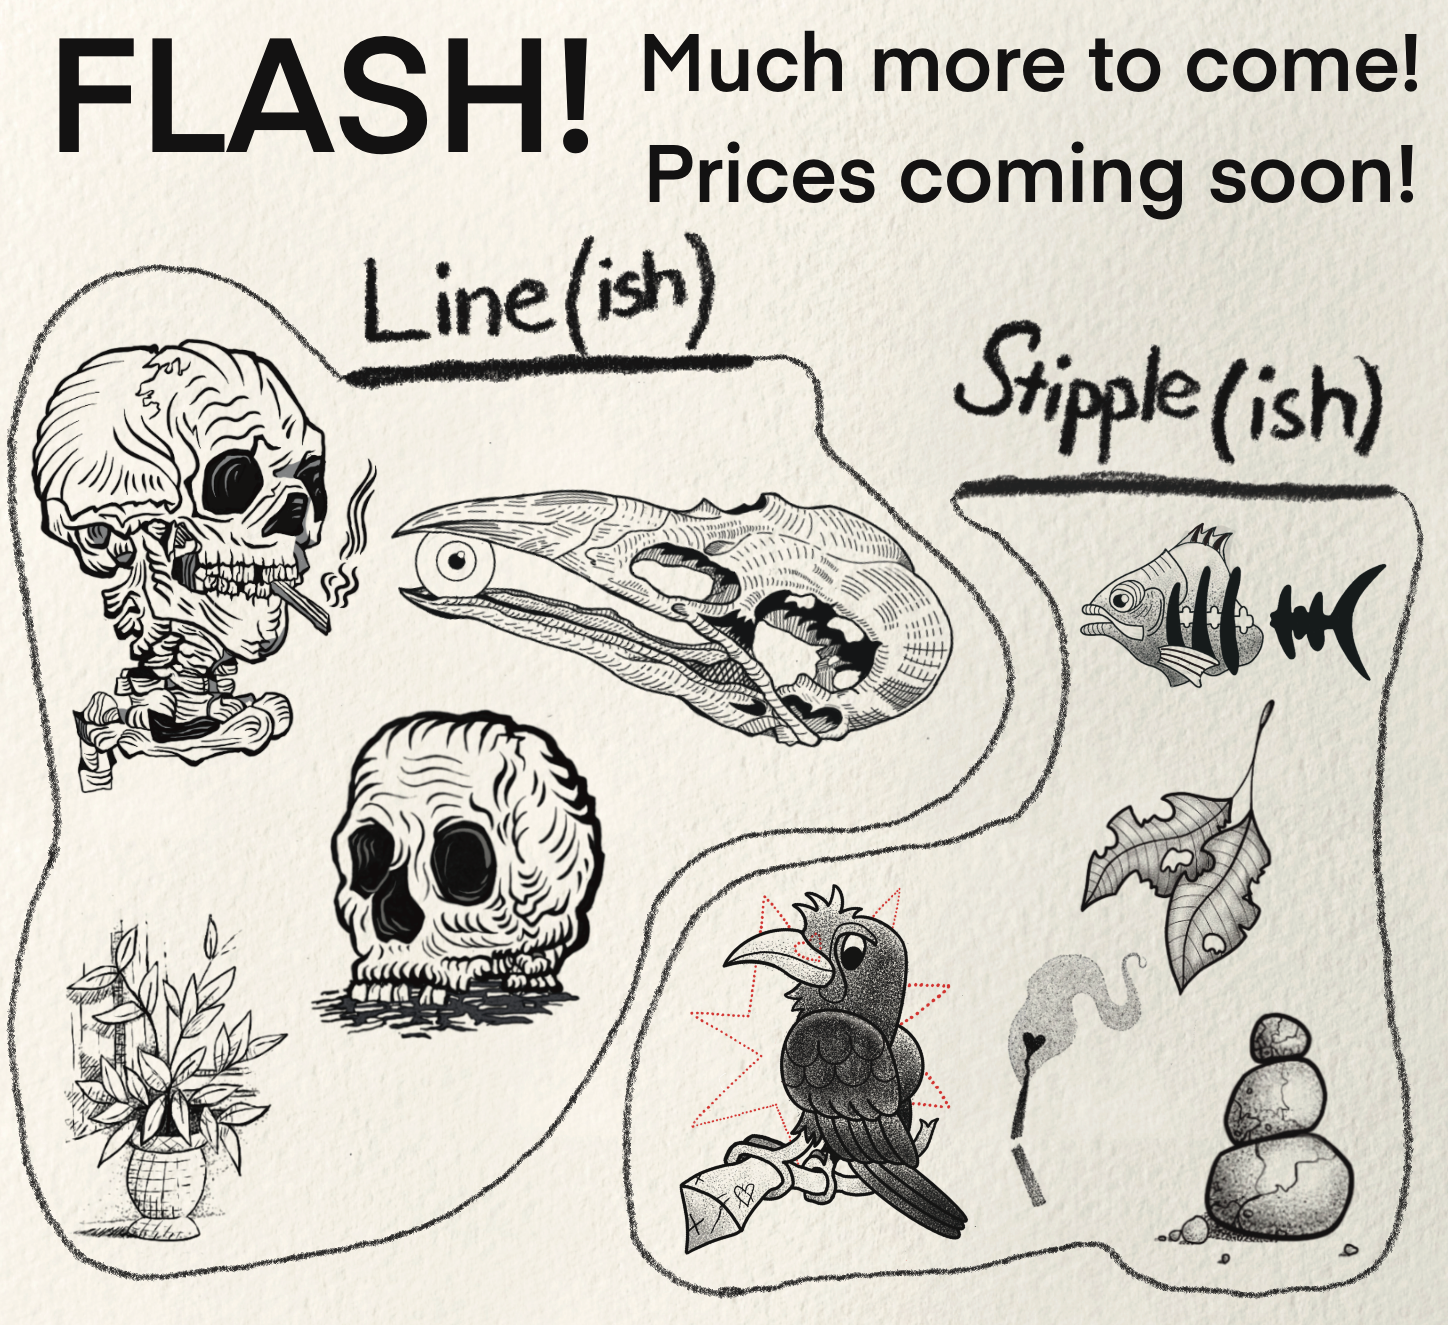 FLASH!
Much more to come!
Prices coming soon!
Line(ish)
Stipple(ish)